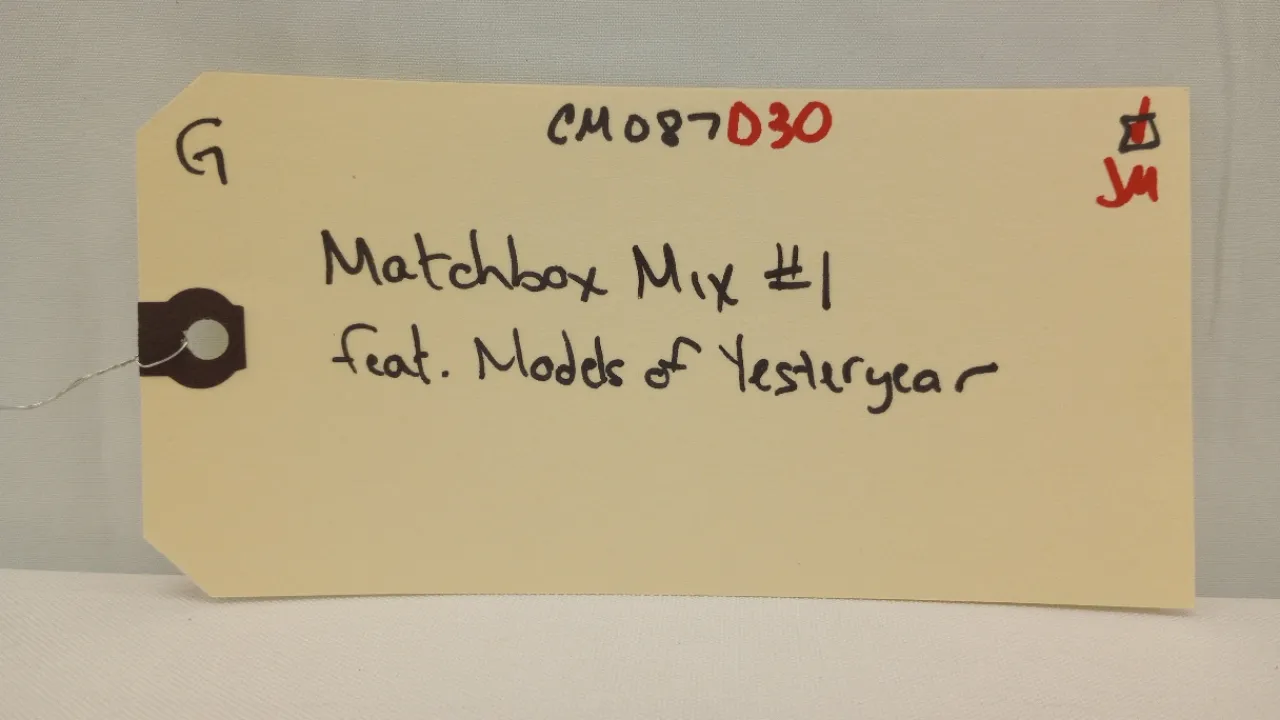 G
CM087D30
JM
Matchbox Mix #1
feat. Models of Yesteryear